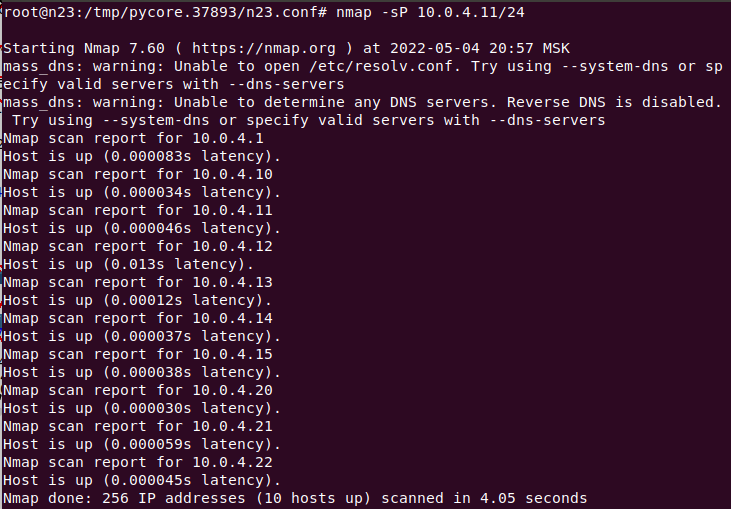 root@n23:/tmp/pycore.37893/n23.conf# nmap -sP 10.0.4.11/24

Starting Nmap 7.60 ( https://nmap.org ) at 2022-05-04 20:57 MSK
mass_dns: warning: Unable to open /etc/resolv.conf. Try using --system-dns or sp
ecify valid servers with --dns-servers
mass_dns: warning: Unable to determine any DNS servers. Reverse DNS is disabled.
 Try using --system-dns or specify valid servers with --dns-servers
Nmap scan report for 10.0.4.1
Host is up (0.000083s latency).
Nmap scan report for 10.0.4.10
Host is up (0.000034s latency).
Nmap scan report for 10.0.4.11
Host is up (0.000046s latency).
Nmap scan report for 10.0.4.12
Host is up (0.013s latency).
Nmap scan report for 10.0.4.13
Host is up (0.00012s latency).
Nmap scan report for 10.0.4.14
Host is up (0.000037s latency).
Nmap scan report for 10.0.4.15
Host is up (0.000038s latency).
Nmap scan report for 10.0.4.20
Host is up (0.000030s latency).
Nmap scan report for 10.0.4.21
Host is up (0.000059s latency).
Nmap scan report for 10.0.4.22
Host is up (0.000045s latency).
Nmap done: 256 IP addresses (10 hosts up) scanned in 4.05 seconds